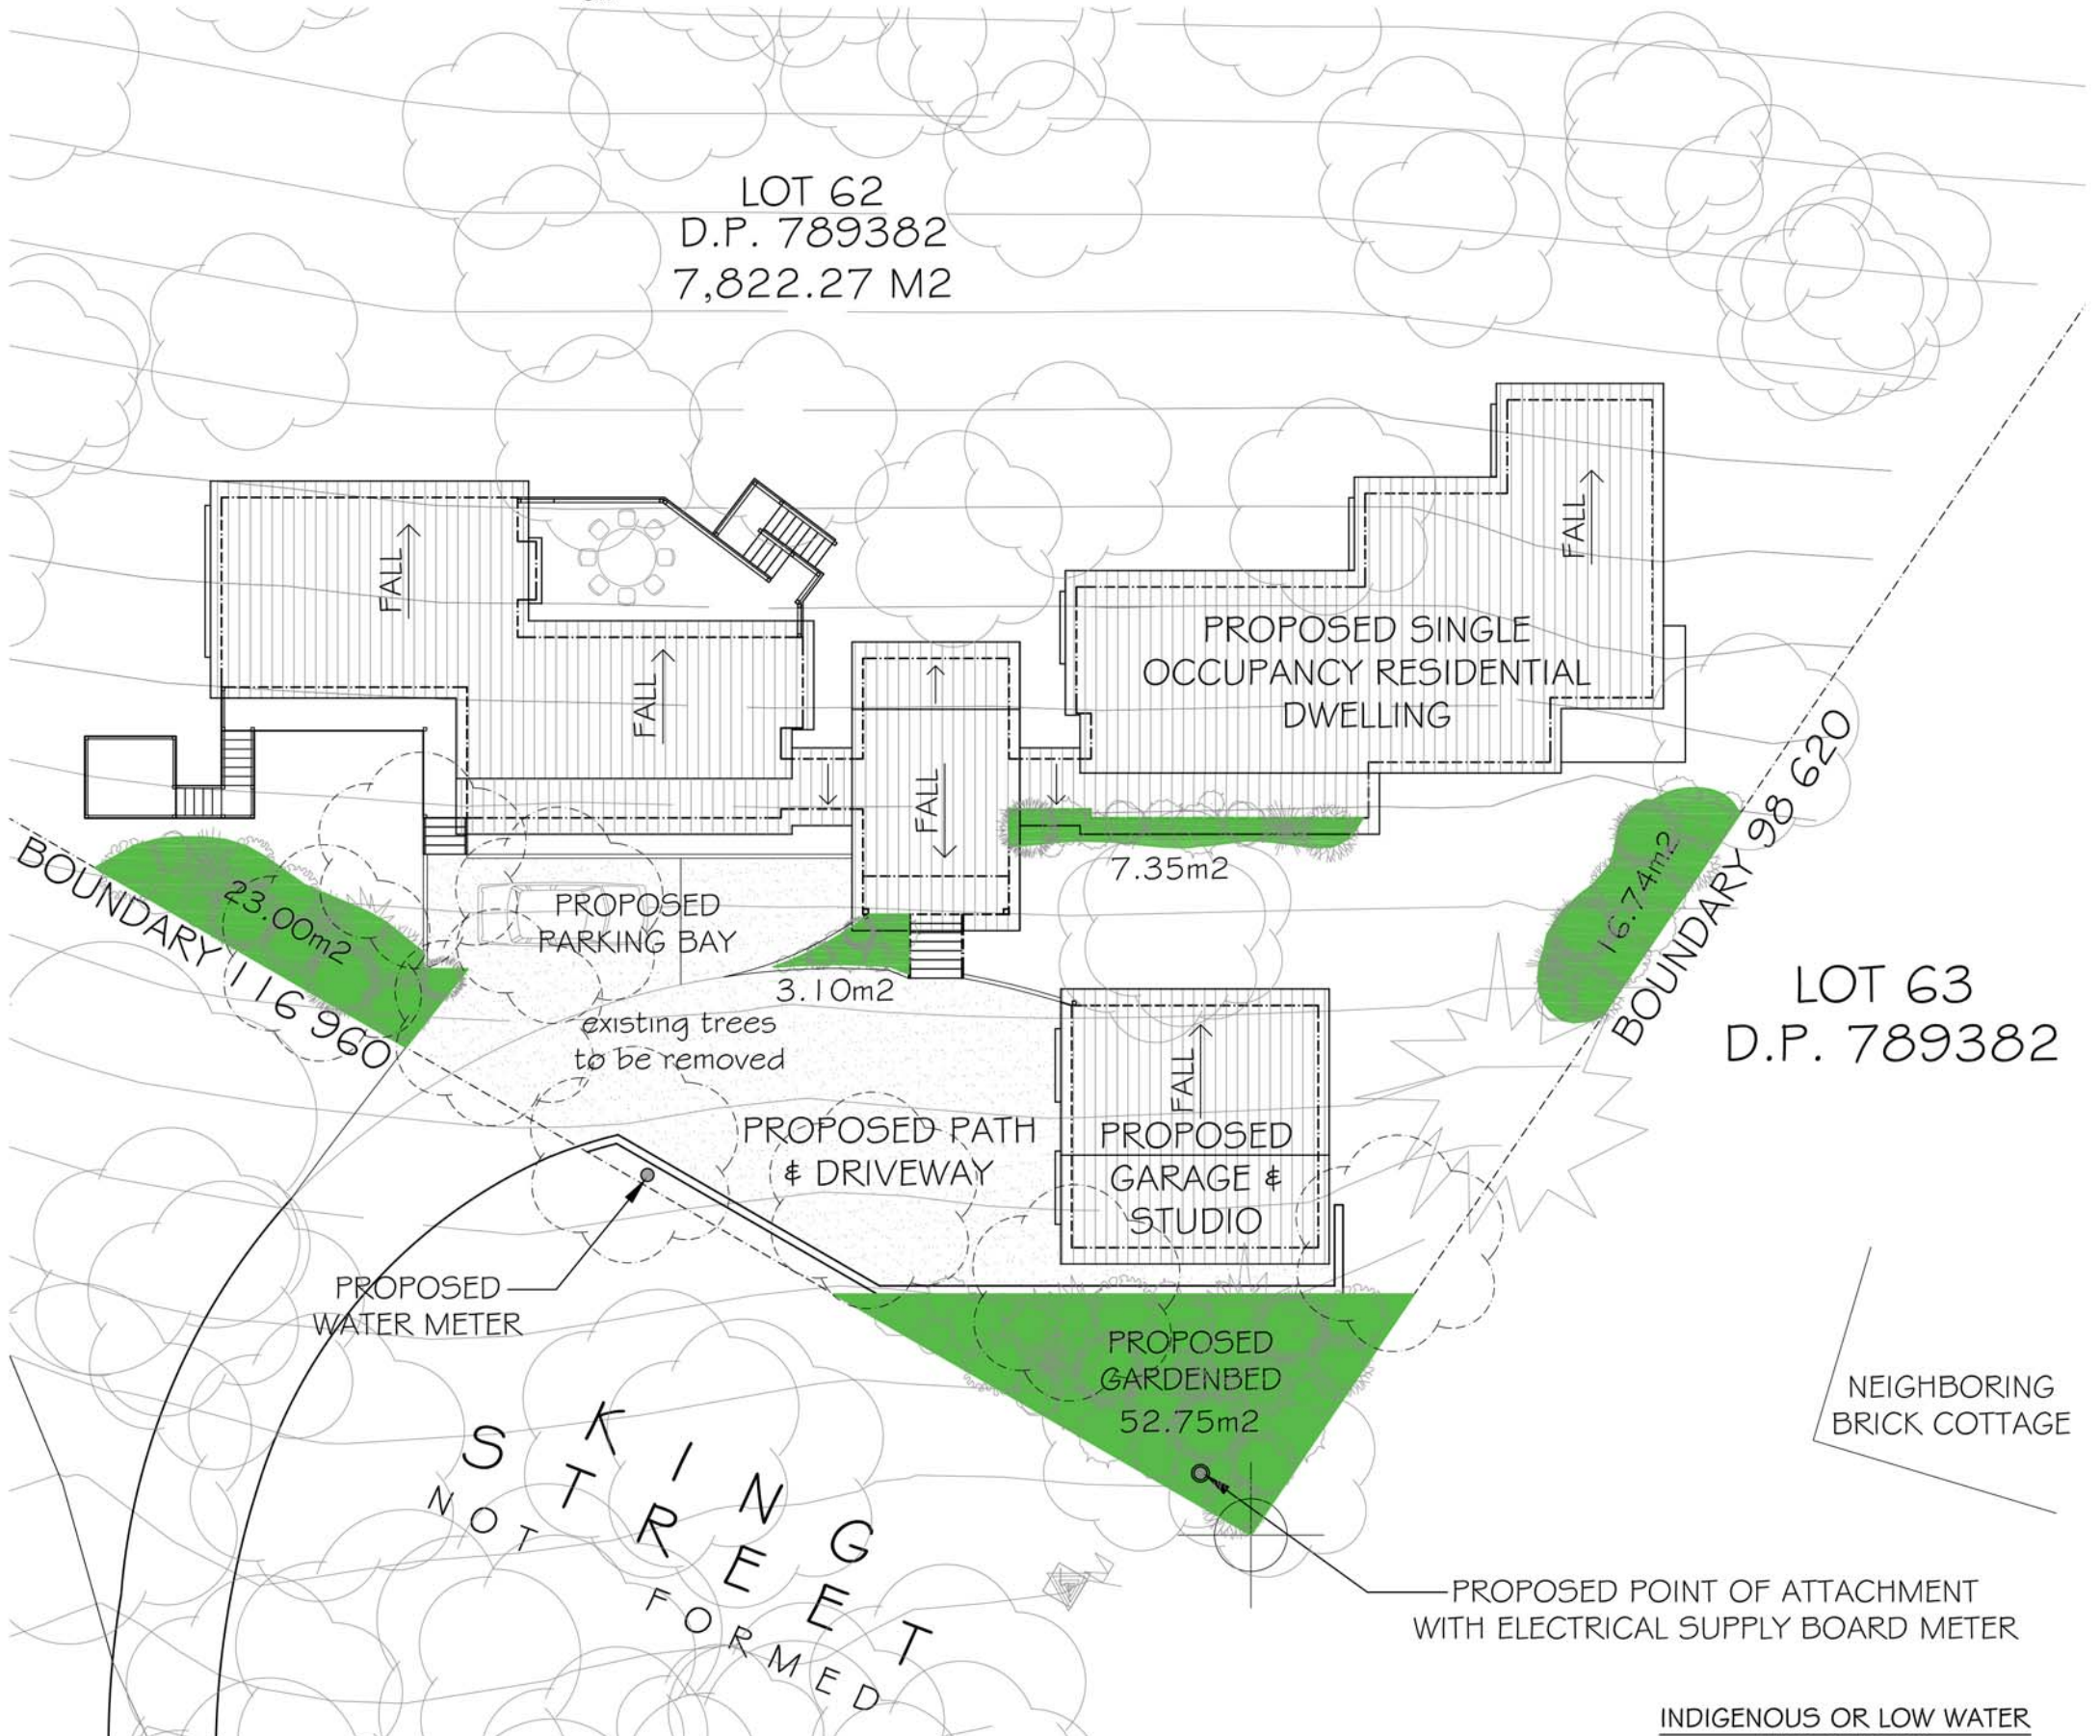 LOT 62
D.P. 789382
7,822.27 M2
FALL
FALL
FALL
FALL
PROPOSED SINGLE
OCCUPANCY RESIDENTIAL
DWELLING
7.35m2
16.74m2
BOUNDARY 98 620
23.00m2
BOUNDARY 116 960
PROPOSED
PARKING BAY
3.10m2
existing trees
to be removed
LOT 63
D.P. 789382
PROPOSED PATH
& DRIVEWAY
FALL
PROPOSED
GARAGE &
STUDIO
PROPOSED
WATER METER
PROPOSED
GARDENBED
52.75m2
NEIGHBORING
BRICK COTTAGE
KING
STREET
NOT FORMED
PROPOSED POINT OF ATTACHMENT
WITH ELECTRICAL SUPPLY BOARD METER
INDIGENOUS OR LOW WATER